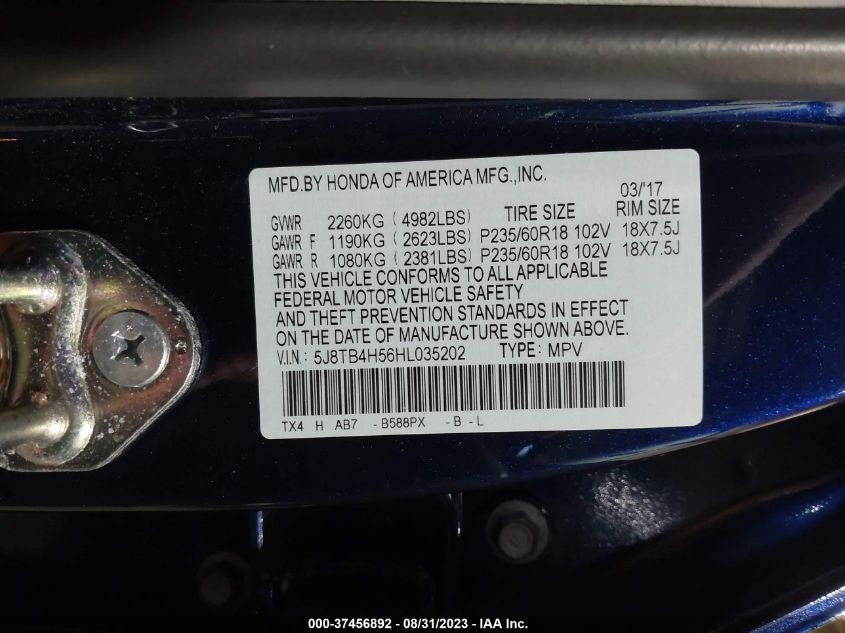 MFD.BY HONDA OF AMERICA MFG.,INC.
03/'17
GVWR 2260KG ( 4982LBS) TIRE SIZE RIM SIZE
GAWR F 1190KG ( 2623LBS) P235/60R18 102V 18X7.5J
GAWR R 1080KG ( 2381LBS) P235/60R18 102V 18X7.5J
THIS VEHICLE CONFORMS TO ALL APPLICABLE
FEDERAL MOTOR VEHICLE SAFETY
AND THEFT PREVENTION STANDARDS IN EFFECT
ON THE DATE OF MANUFACTURE SHOWN ABOVE.
V.I.N.: 5J8TB4H56HL035202 TYPE: MPV
TX4 H AB7 - B588PX - B - L
000-37456892 - 08/31/2023 - IAA Inc.